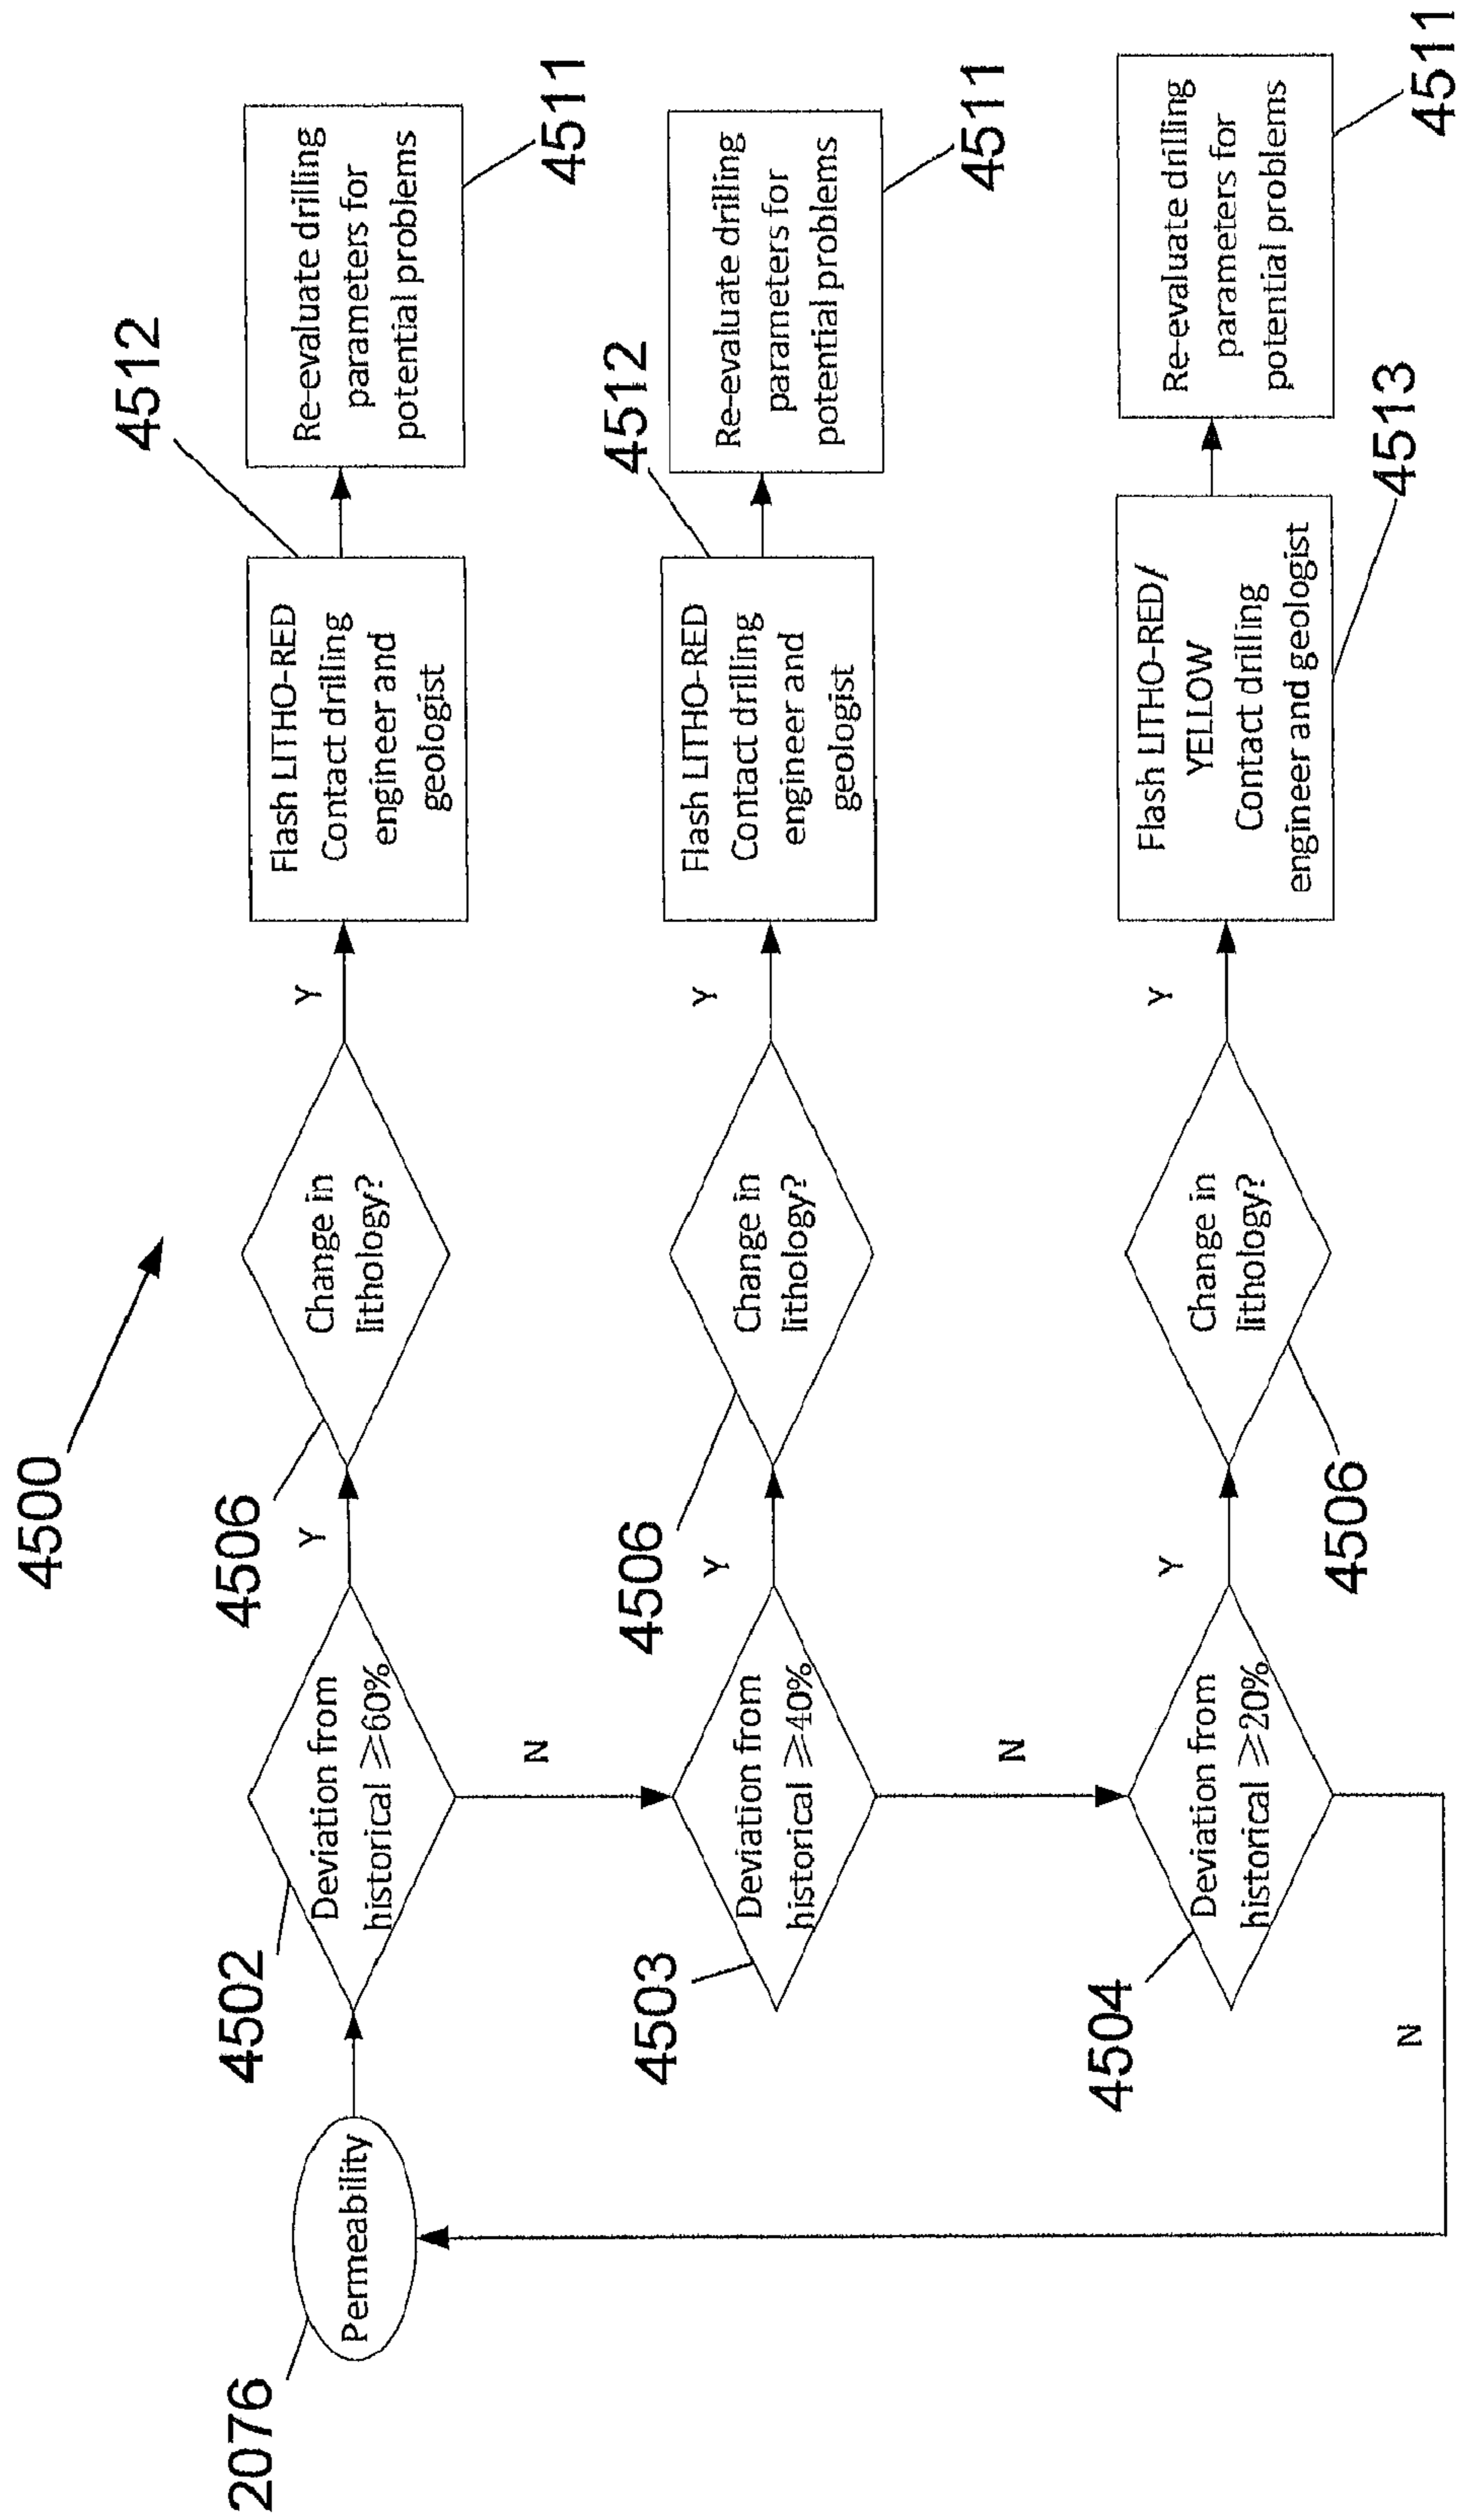 4500
2076
Permeability
4502
Deviation from
historical ⩾60%
Y
4506
Change in
lithology?
Y
4512
Flash LITHO-RED
Contact drilling
engineer and
geologist
Re-evaluate drilling
parameters for
potential problems
4511
N
4503
Deviation from
historical ⩾40%
Y
4506
Change in
lithology?
Y
4512
Flash LITHO-RED
Contact drilling
engineer and
geologist
Re-evaluate drilling
parameters for
potential problems
4511
N
4504
Deviation from
historical ⩾20%
Y
4506
Change in
lithology?
Y
Flash LITHO-RED/
YELLOW
Contact drilling
engineer and geologist
4513
Re-evaluate drilling
parameters for
potential problems
4511
N